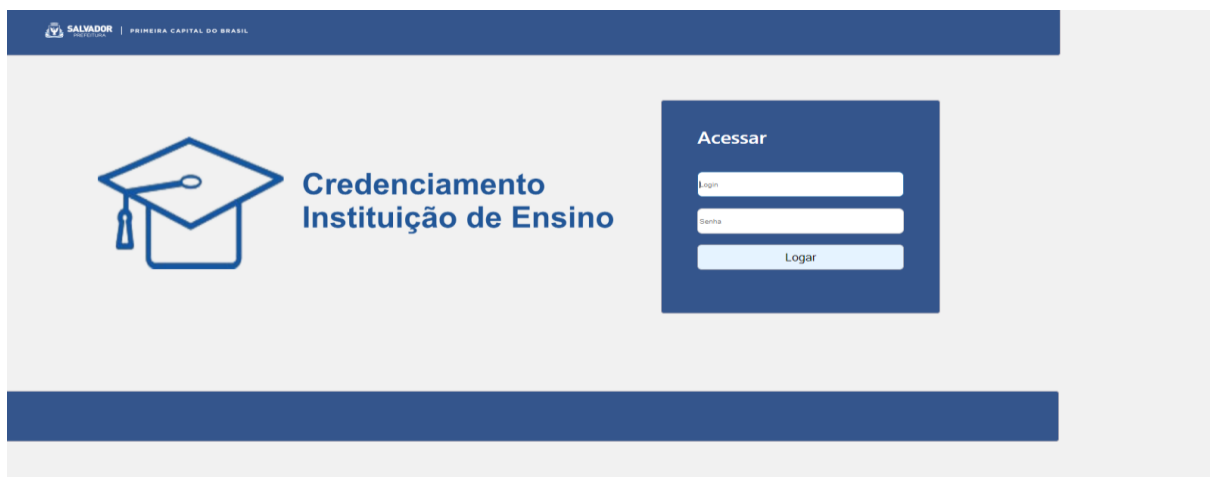 SALVADOR
PREFEITURA
PRIMEIRA CAPITAL DO BRASIL
Credenciamento
Instituição de Ensino
Acessar
Login
Senha
Logar